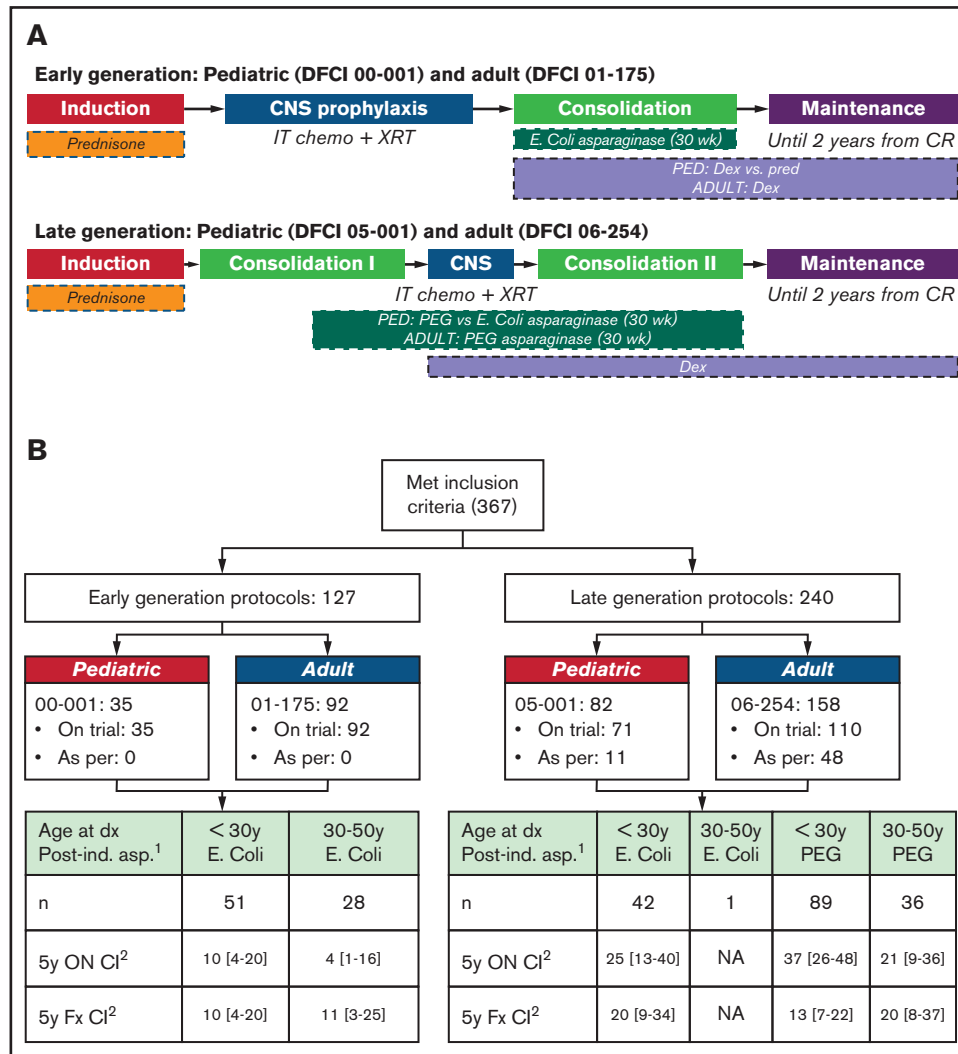 A
Early generation: Pediatric (DFCI 00-001) and adult (DFCI 01-175)
Induction
CNS prophylaxis
Consolidation
Maintenance
Prednisone
IT chemo + XRT
E. Coli asparaginase (30 wk)
Until 2 years from CR
PED: Dex vs. pred
ADULT: Dex
Late generation: Pediatric (DFCI 05-001) and adult (DFCI 06-254)
Induction
Consolidation I
CNS
Consolidation II
Maintenance
Prednisone
IT chemo + XRT
Until 2 years from CR
PED: PEG vs E. Coli asparaginase (30 wk)
ADULT: PEG asparaginase (30 wk)
Dex
B
Met inclusion
criteria (367)
Early generation protocols: 127
Late generation protocols: 240
Pediatric
00-001: 35
• On trial: 35
• As per: 0
Adult
01-175: 92
• On trial: 92
• As per: 0
Pediatric
05-001: 82
• On trial: 71
• As per: 11
Adult
06-254: 158
• On trial: 110
• As per: 48
Age at dx < 30y 30-50y
Post-ind. asp.1 E. Coli E. Coli
n 51 28
5y ON CI2 10 [4-20] 4 [1-16]
5y Fx CI2 10 [4-20] 11 [3-25]
Age at dx < 30y 30-50y < 30y 30-50y
Post-ind. asp.1 E. Coli E. Coli PEG PEG
n 42 1 89 36
5y ON CI2 25 [13-40] NA 37 [26-48] 21 [9-36]
5y Fx CI2 20 [9-34] NA 13 [7-22] 20 [8-37]